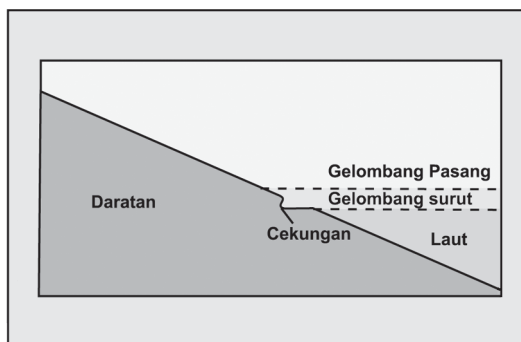 Gelombang Pasang
Daratan
Gelombang surut
Cekungan
Laut